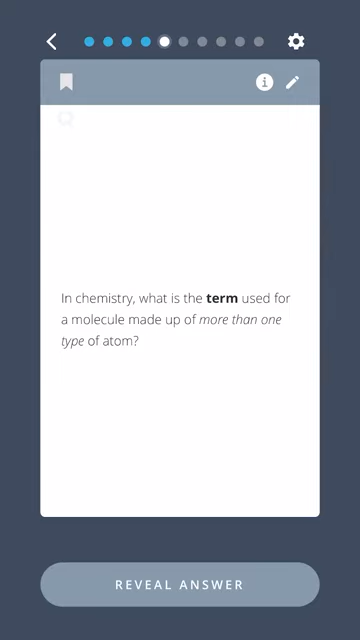 Q
In chemistry, what is the term used for
a molecule made up of more than one
type of atom?
REVEAL ANSWER